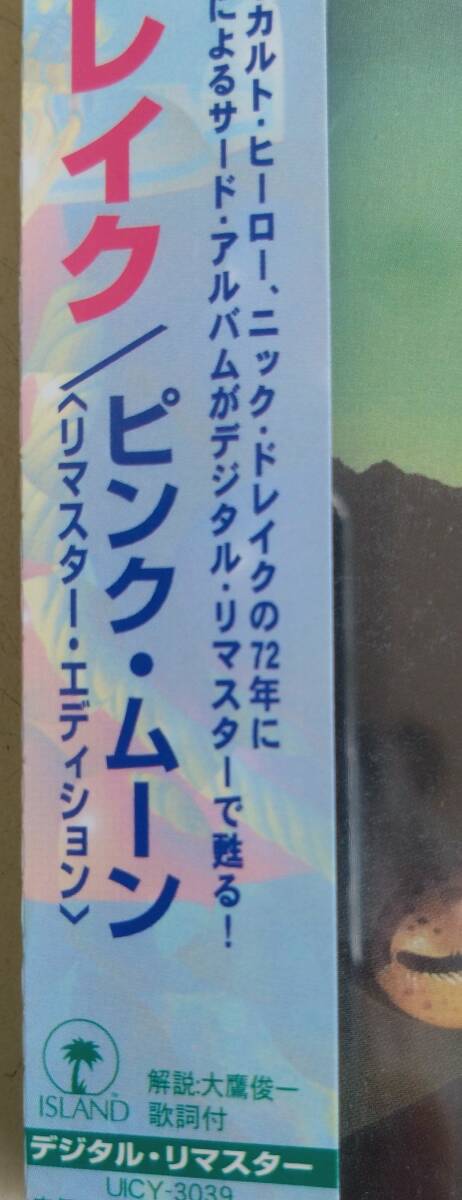 カルト・ヒーロー、ニック・ドレイクの72年に
によるサード・アルバムがデジタル・リマスターで甦る!
レイク/ピンク・ムーン
〈リマスター・エディション〉
ISLAND
解説:大鷹俊一
歌詞付
デジタル・リマスター
UICY-3039